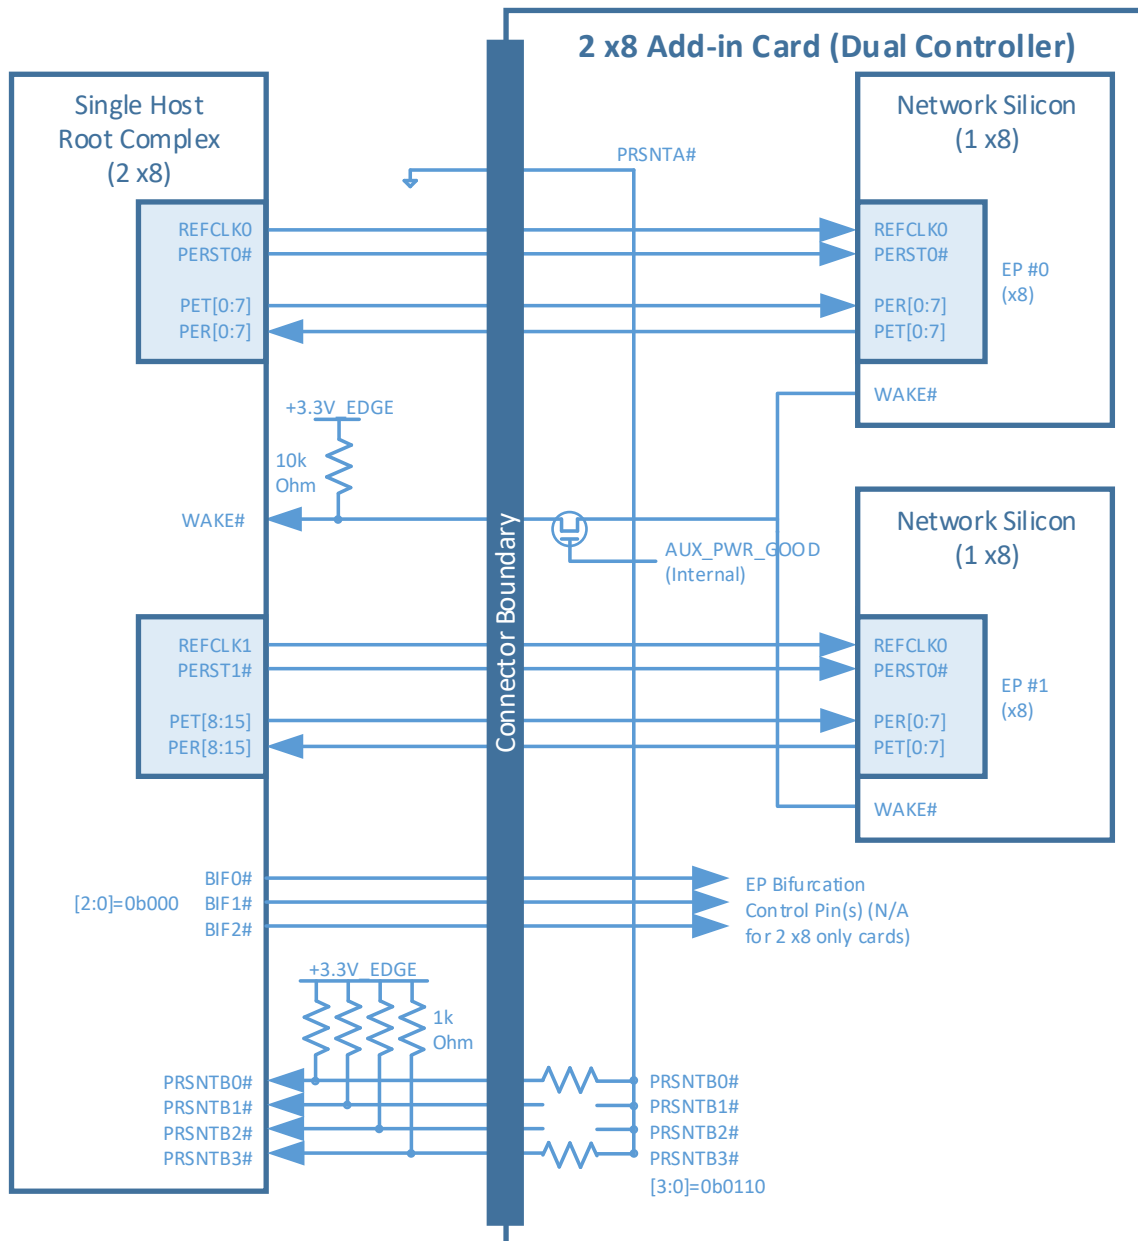 2 x8 Add-in Card (Dual Controller)
Single Host
Root Complex
(2 x8)
Network Silicon
(1 x8)
PRSNTA#
REFCLK0
PERST0#
PET[0:7]
PER[0:7]
REFCLK0
PERST0#
PER[0:7]
PET[0:7]
EP #0
(x8)
WAKE#
+3.3V_EDGE
10k
Ohm
WAKE#
AUX_PWR_GOOD
(Internal)
Connector Boundary
Network Silicon
(1 x8)
REFCLK1
PERST1#
PET[8:15]
PER[8:15]
REFCLK0
PERST0#
PER[0:7]
PET[0:7]
EP #1
(x8)
WAKE#
[2:0]=0b000
BIF0#
BIF1#
BIF2#
EP Bifurcation
Control Pin(s) (N/A
for 2 x8 only cards)
+3.3V_EDGE
1k
Ohm
PRSNTB0#
PRSNTB1#
PRSNTB2#
PRSNTB3#
PRSNTB0#
PRSNTB1#
PRSNTB2#
PRSNTB3#
[3:0]=0b0110